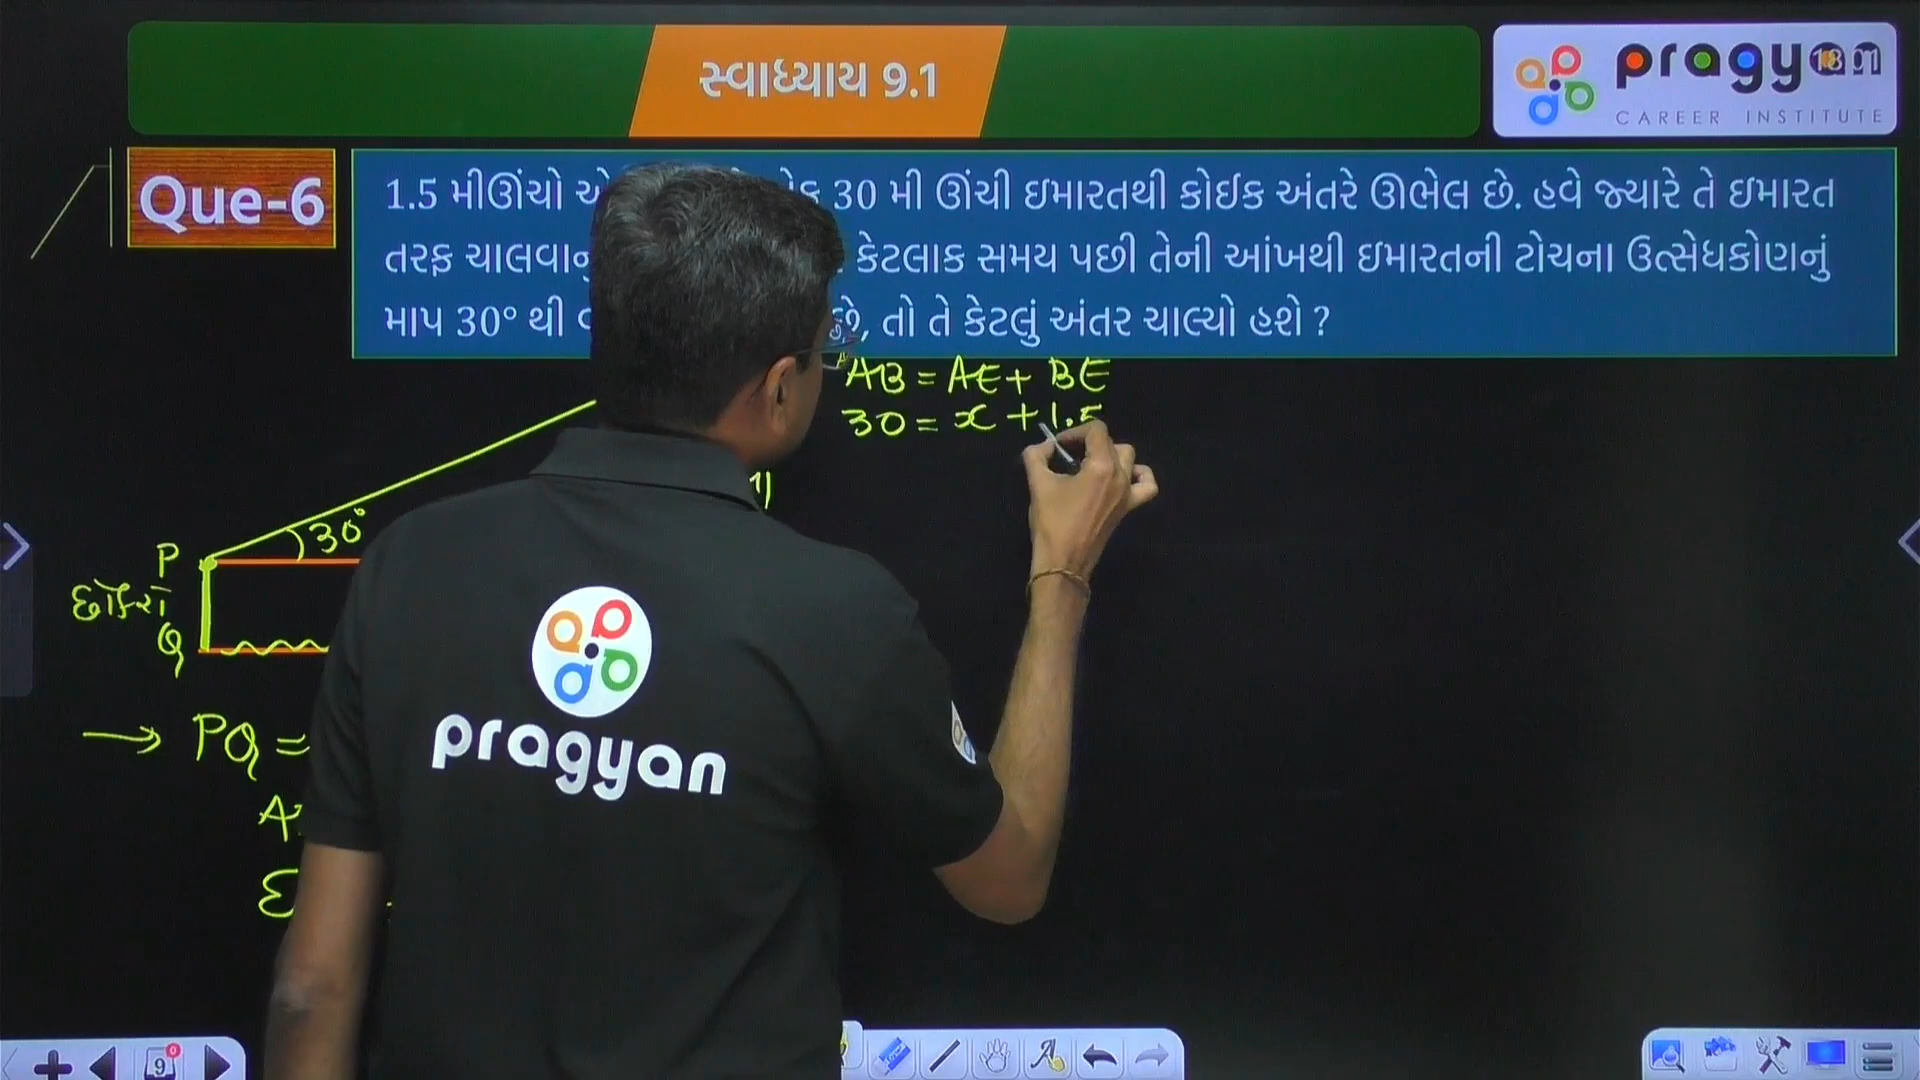 સ્વાધ્યાય 9.1
pragyan
CAREER INSTITUTE
Que-6
1.5 મીઊંચો 30 મી ઊંચી ઇમારતથી કોઈક અંતરે ઊભેલ છે. હવે જ્યારે તે ઇમારત
તરફ કેટલાક સમય પછી તેની આંખથી ઇમારતની ટોચના ઉત્સેધકોણનું
માપ 30° થી છે, તો તે કેટલું અંતર ચાલ્યો હશે ?
AB = AE + BE
30 = x + 1.5
30°
P
છોકરો
Q
→ PQ =
pragyan
9
0